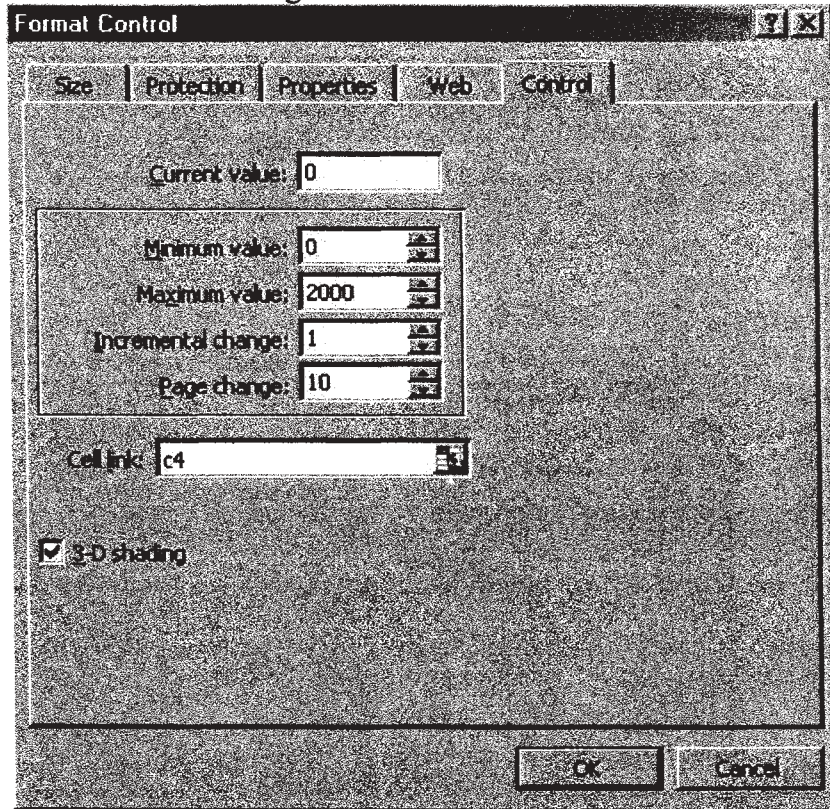 Format Control
Size Protection Properties Web Control
Current value: 0
Minimum value: 0
Maximum value: 2000
Incremental change: 1
Page change: 10
Cell link: c4
3-D shading
OK Cancel